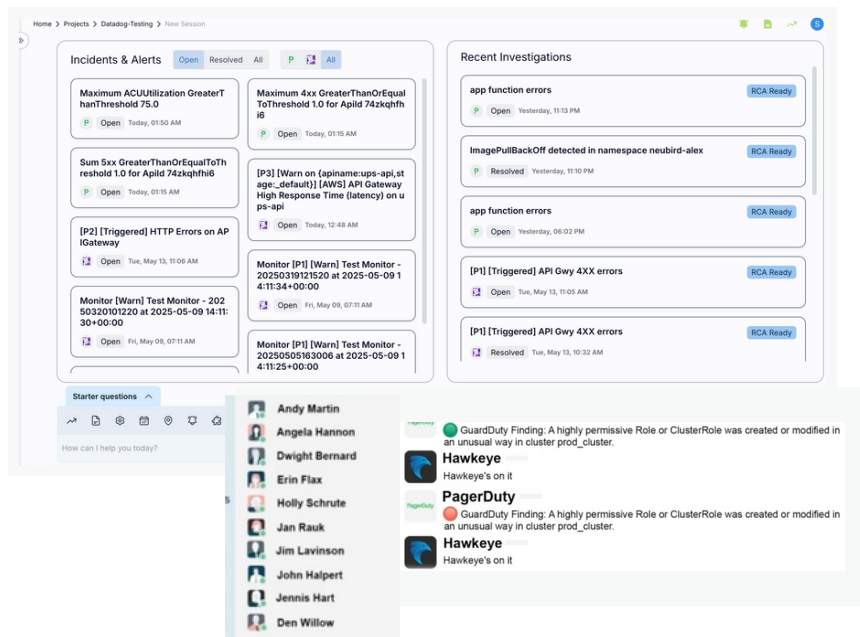 Home > Projects > Datadog-Testing > New Session
S
Incidents & Alerts
Open Resolved All
P All
Maximum ACUUtilization GreaterT
hanThreshold 75.0
P Open Today, 01:50 AM
Sum 5xx GreaterThanOrEqualToTh
reshold 1.0 for ApiId 74zkqhfhi6
P Open Today, 01:15 AM
[P2] [Triggered] HTTP Errors on AP
IGateway
Open Tue, May 13, 11:06 AM
Monitor [Warn] Test Monitor - 202
50320101220 at 2025-05-09 14:11:
30+00:00
Open Fri, May 09, 07:11 AM
Maximum 4xx GreaterThanOrEqual
ToThreshold 1.0 for ApiId 74zkqhfh
i6
P Open Today, 01:15 AM
[P3] [Warn on {apiname:ups-api,st
age:_default}] [AWS] API Gateway
High Response Time (latency) on u
ps-api
Open Today, 12:48 AM
Monitor [P1] [Warn] Test Monitor -
20250319121520 at 2025-05-09 1
4:11:34+00:00
Open Fri, May 09, 07:11 AM
Monitor [P1] [Warn] Test Monitor -
20250505163006 at 2025-05-09 1
4:11:25+00:00
Recent Investigations
app function errors
RCA Ready
P Open Yesterday, 11:13 PM
ImagePullBackOff detected in namespace neubird-alex
RCA Ready
P Resolved Yesterday, 11:10 PM
app function errors
RCA Ready
P Open Yesterday, 06:02 PM
[P1] [Triggered] API Gwy 4XX errors
RCA Ready
Open Tue, May 13, 11:05 AM
[P1] [Triggered] API Gwy 4XX errors
RCA Ready
Resolved Tue, May 13, 10:32 AM
Starter questions
How can I help you today?
Andy Martin
Angela Hannon
Dwight Bernard
Erin Flax
Holly Schrute
Jan Rauk
Jim Lavinson
John Halpert
Jennis Hart
Den Willow
PagerDuty
GuardDuty Finding: A highly permissive Role or ClusterRole was created or modified in
an unusual way in cluster prod_cluster.
Hawkeye
Hawkeye's on it
PagerDuty
PagerDuty
GuardDuty Finding: A highly permissive Role or ClusterRole was created or modified in
an unusual way in cluster prod_cluster.
Hawkeye
Hawkeye's on it